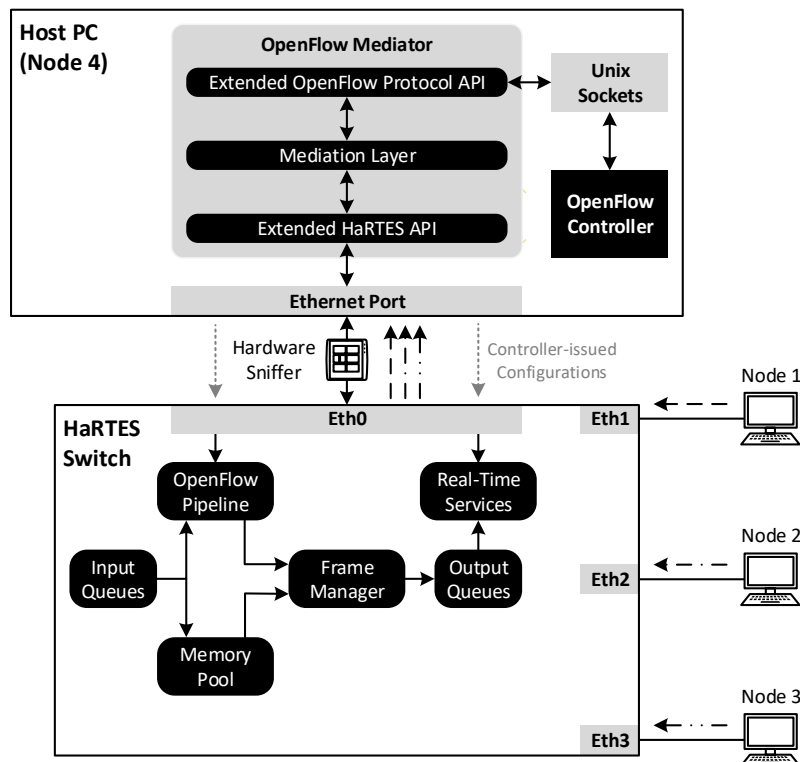 Host PC
(Node 4)
OpenFlow Mediator
Extended OpenFlow Protocol API
Mediation Layer
Extended HaRTES API
Unix
Sockets
OpenFlow
Controller
Ethernet Port
Hardware
Sniffer
Controller-issued
Configurations
Node 1
Eth0
Eth1
HaRTES
Switch
OpenFlow
Pipeline
Real-Time
Services
Node 2
Input
Queues
Frame
Manager
Output
Queues
Eth2
Memory
Pool
Node 3
Eth3